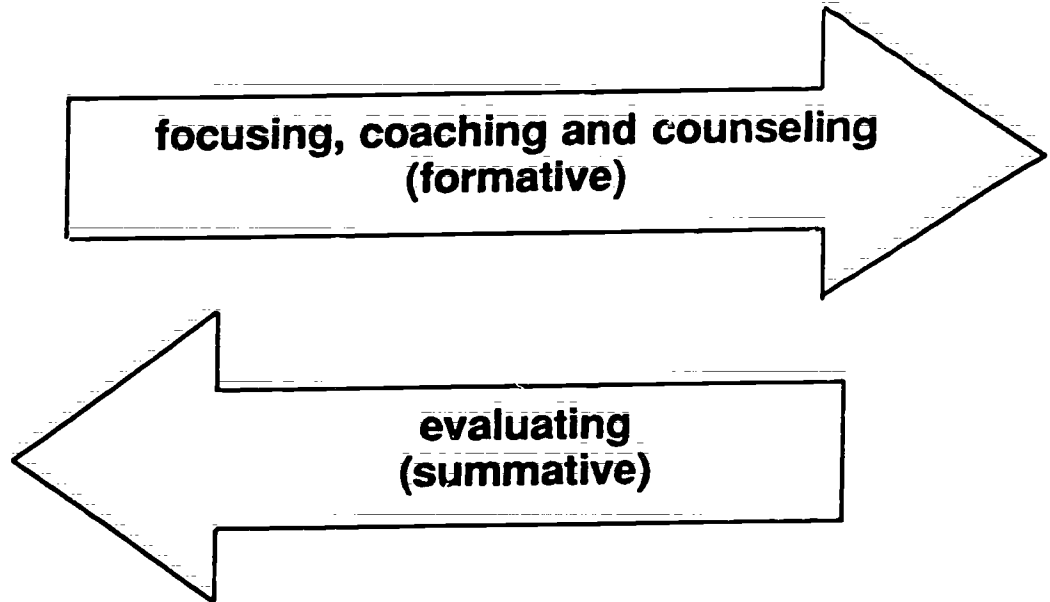 focusing, coaching and counseling
(formative)
evaluating
(summative)